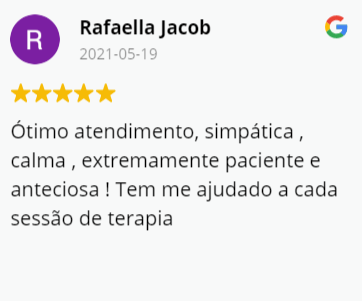 R
Rafaella Jacob
2021-05-19
Ótimo atendimento, simpática ,
calma , extremamente paciente e
anteciosa ! Tem me ajudado a cada
sessão de terapia